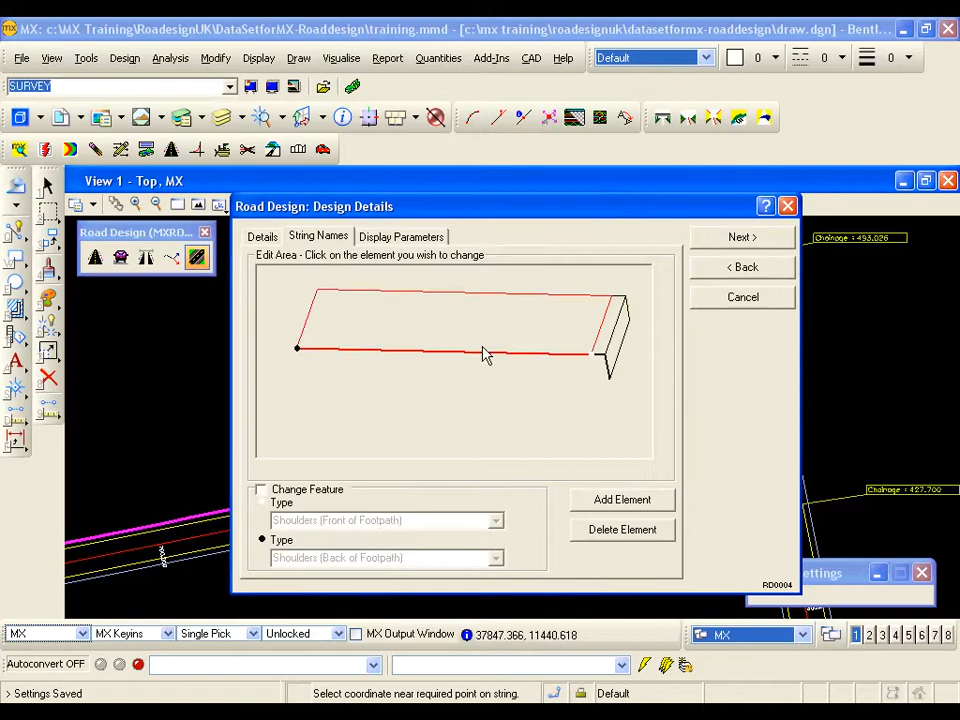 MX: c:\MX Training\RoadesignUK\DataSetforMX-Roaddesign\training.mmd - [c:\mx training\roadesignuk\datasetformx-roaddesign\draw.dgn] - Bentl...
File View Tools Design Analysis Modify Display Draw Visualise Report Quantities Add-Ins CAD Help
Default 0 0 0
SURVEY
View 1 - Top, MX
Road Design (MXRO...
Road Design: Design Details
Details String Names Display Parameters
Edit Area - Click on the element you wish to change
Next >
< Back
Cancel
Chainage : 493.026
Chainage : 427.700
Change Feature
Type
Shoulders (Front of Footpath)
Type
Shoulders (Back of Footpath)
Add Element
Delete Element
RD0004
ettings
MX MX Keyins Single Pick Unlocked MX Output Window 37847.366, 11440.618 MX 1 2 3 4 5 6 7 8
Autoconvert OFF
> Settings Saved Select coordinate near required point on string. Default